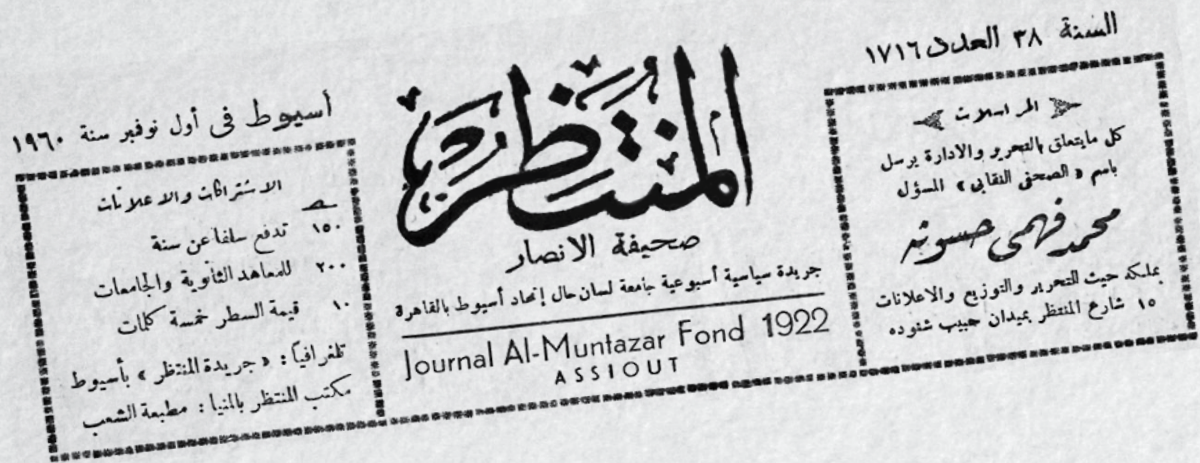 السنة ٣٨ العدد ١٧١٦
المراسلات
كل مايتعلق بالتحرير والادارة يرسل
باسم « الصحفى النقابى » المسؤل
محمد فهمى حسونه
بملكه حيث التحرير والتوزيع والاعلانات
١٥ شارع المنتظر بميدان حبيب شنوده
المنتظر
صحيفة الانصار
جريدة سياسية أسبوعية جامعة لسان حال إتحاد أسيوط بالقاهرة
Journal Al-Muntazar Fond 1922
ASSIOUT
أسيوط فى أول نوفمبر سنة ١٩٦٠
الاشتراكات والاعلانات
١٥٠ تدفع سلفا عن سنة
٢٠٠ للمعاهد الثانوية والجامعات
١٠ قيمة السطر خمسة كلمات
تلغرافياً : « جريدة المنتظر » بأسيوط
مكتب المنتظر بالمنيا : مطبعة الشعب